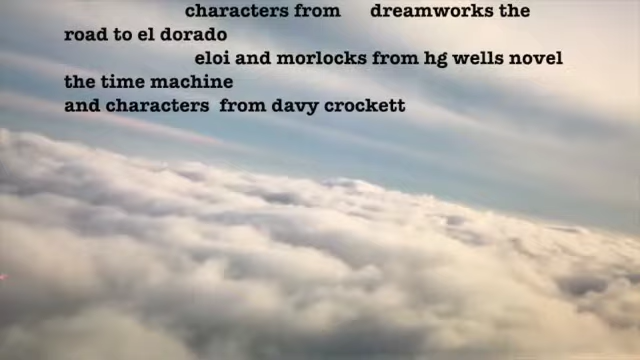 characters from dreamworks the
road to el dorado
eloi and morlocks from hg wells novel
the time machine
and characters from davy crockett